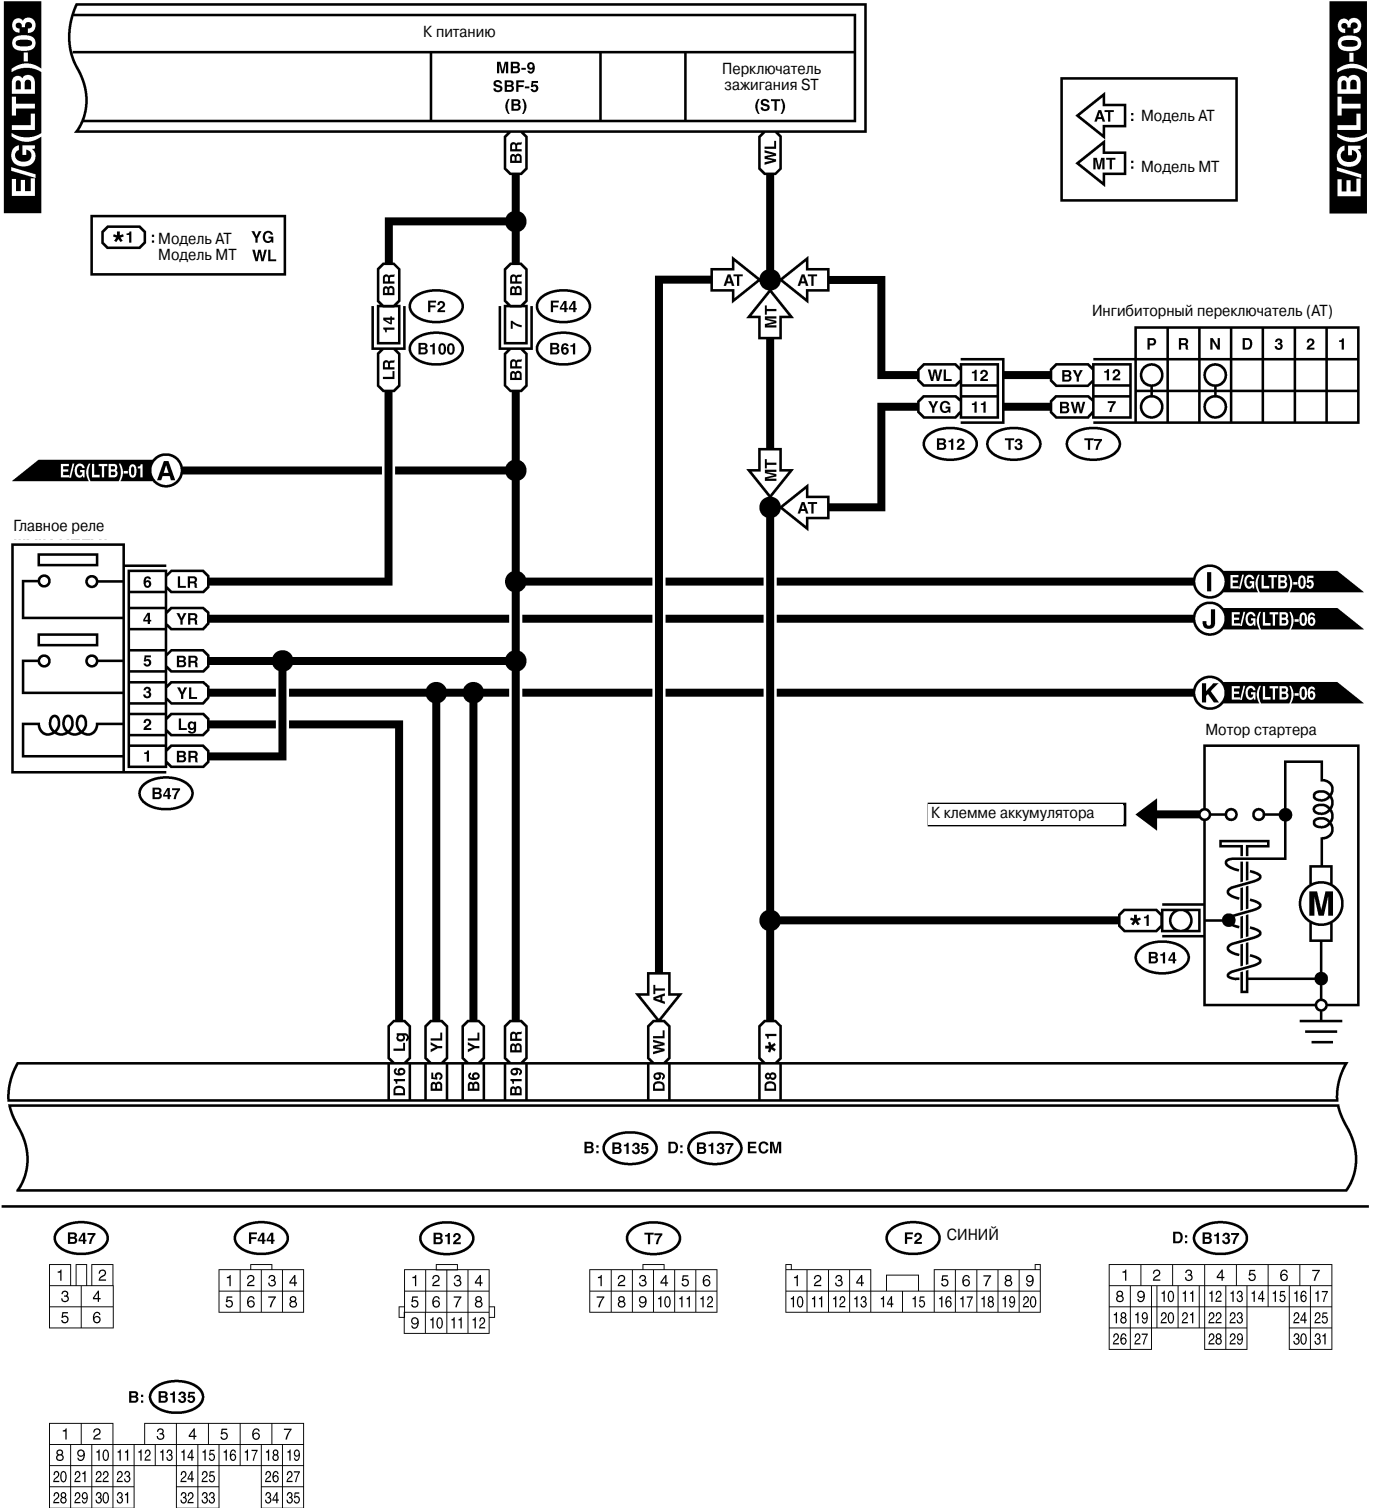 E/G(LTB)-03
E/G(LTB)-03
К питанию
MB-9
SBF-5
(B)
Перключатель
зажигания ST
(ST)
AT : Модель AT
MT : Модель MT
*1 : Модель AT YG
Модель MT WL
BR
WL
BR
BR
14
F2
B100
LR
7
F44
B61
BR
AT
AT
MT
MT
AT
Ингибиторный переключатель (AT)
P R N D 3 2 1
WL 12
BY 12
YG 11
BW 7
B12
T3
T7
E/G(LTB)-01 A
Главное реле
6 LR
4 YR
5 BR
3 YL
2 Lg
1 BR
B47
I E/G(LTB)-05
J E/G(LTB)-06
K E/G(LTB)-06
Мотор стартера
К клемме аккумулятора
M
*1
B14
AT
Lg
YL
YL
BR
WL
*1
D16
B5
B6
B19
D9
D8
B: B135 D: B137 ECM
B47
1 2
3 4
5 6
F44
1 2 3 4
5 6 7 8
B12
1 2 3 4
5 6 7 8
9 10 11 12
T7
1 2 3 4 5 6
7 8 9 10 11 12
F2 СИНИЙ
1 2 3 4 5 6 7 8 9
10 11 12 13 14 15 16 17 18 19 20
D: B137
1 2 3 4 5 6 7
8 9 10 11 12 13 14 15 16 17
18 19 20 21 22 23 24 25
26 27 28 29 30 31
B: B135
1 2 3 4 5 6 7
8 9 10 11 12 13 14 15 16 17 18 19
20 21 22 23 24 25 26 27
28 29 30 31 32 33 34 35